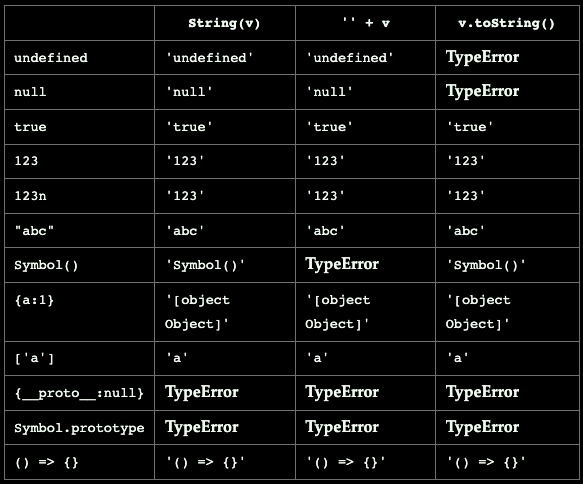 String(v) '' + v v.toString()
undefined 'undefined' 'undefined' TypeError
null 'null' 'null' TypeError
true 'true' 'true' 'true'
123 '123' '123' '123'
123n '123' '123' '123'
"abc" 'abc' 'abc' 'abc'
Symbol() 'Symbol()' TypeError 'Symbol()'
{a:1} '[object '[object '[object
Object]' Object]' Object]'
['a'] 'a' 'a' 'a'
{__proto__:null} TypeError TypeError TypeError
Symbol.prototype TypeError TypeError TypeError
() => {} '() => {}' '() => {}' '() => {}'